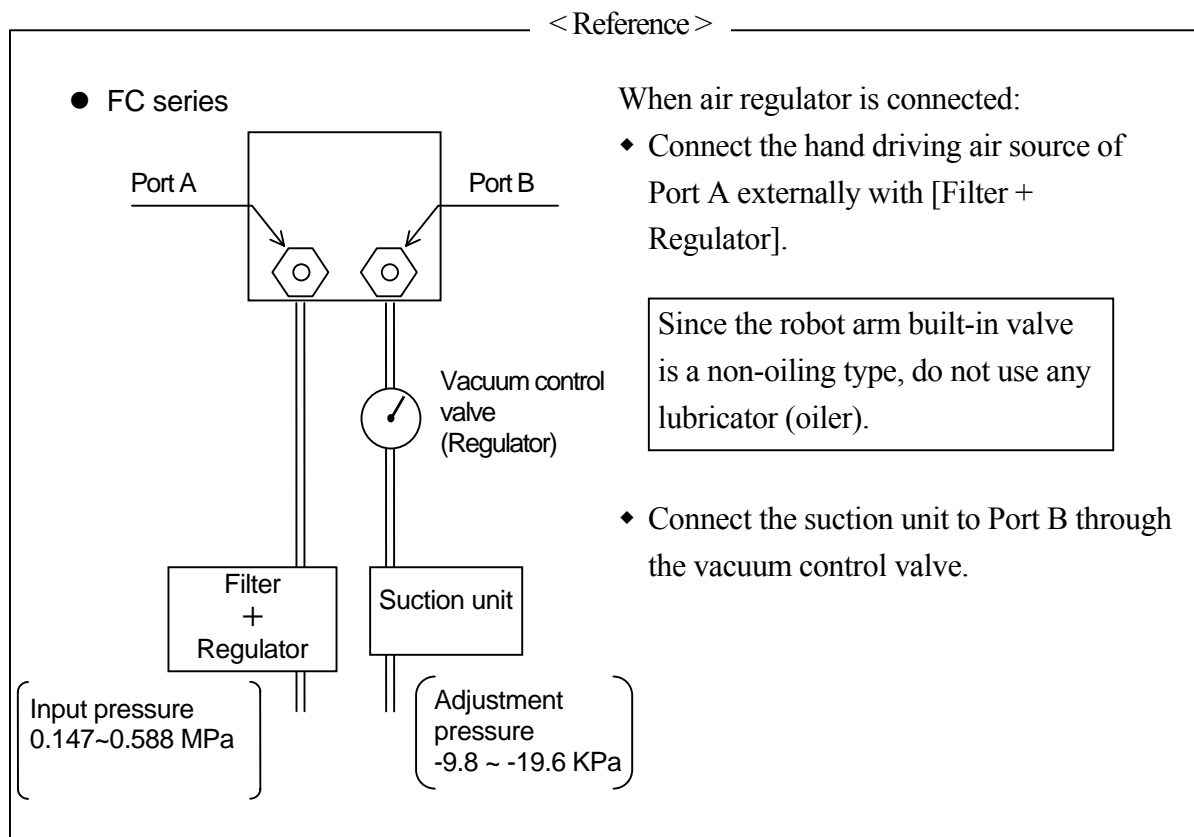 < Reference >
● FC series
Port A
Port B
Vacuum control
valve
(Regulator)
Filter
+
Regulator
Suction unit
Input pressure
0.147~0.588 MPa
Adjustment
pressure
-9.8 ~ -19.6 KPa
When air regulator is connected:
◆ Connect the hand driving air source of
Port A externally with [Filter +
Regulator].
Since the robot arm built-in valve
is a non-oiling type, do not use any
lubricator (oiler).
◆ Connect the suction unit to Port B through
the vacuum control valve.